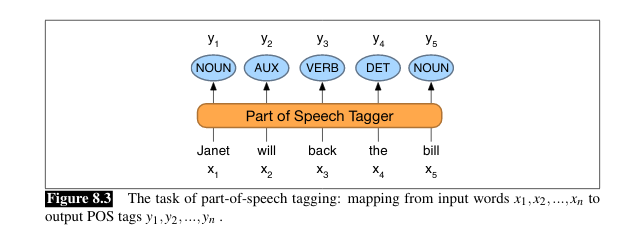 y1 y2 y3 y4 y5
NOUN AUX VERB DET NOUN
Part of Speech Tagger
Janet will back the bill
x1 x2 x3 x4 x5
Figure 8.3 The task of part-of-speech tagging: mapping from input words x1,x2,...,xn to
output POS tags y1,y2,...,yn .